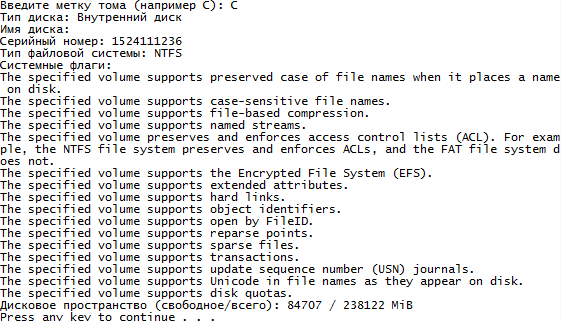 Введите метку тома (например C): C
Тип диска: Внутренний диск
Имя диска:
Серийный номер: 1524111236
Тип файловой системы: NTFS
Системные флаги:
The specified volume supports preserved case of file names when it places a name
 on disk.
The specified volume supports case-sensitive file names.
The specified volume supports file-based compression.
The specified volume supports named streams.
The specified volume preserves and enforces access control lists (ACL). For exam
ple, the NTFS file system preserves and enforces ACLs, and the FAT file system d
oes not.
The specified volume supports the Encrypted File System (EFS).
The specified volume supports extended attributes.
The specified volume supports hard links.
The specified volume supports object identifiers.
The specified volume supports open by FileID.
The specified volume supports reparse points.
The specified volume supports sparse files.
The specified volume supports transactions.
The specified volume supports update sequence number (USN) journals.
The specified volume supports Unicode in file names as they appear on disk.
The specified volume supports disk quotas.
Дисковое пространство (свободное/всего): 84707 / 238122 MiB
Press any key to continue . . .